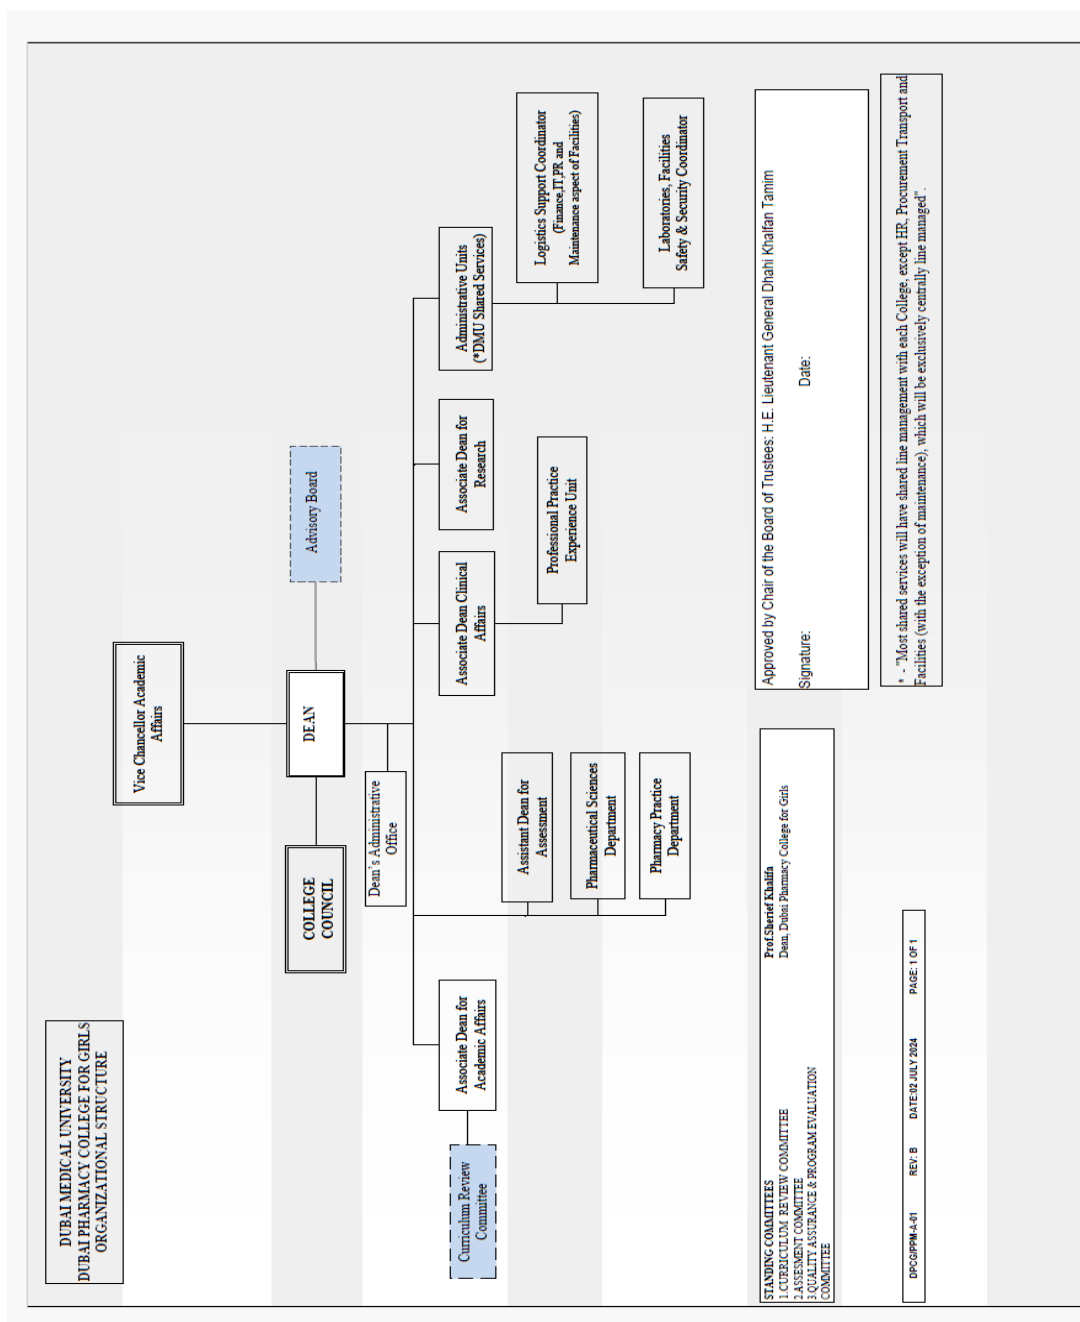 DUBAI MEDICAL UNIVERSITY
DUBAI PHARMACY COLLEGE FOR GIRLS
ORGANIZATIONAL STRUCTURE
Vice Chancellor Academic
Affairs
COLLEGE
COUNCIL
DEAN
Advisory Board
Dean's Administrative
Office
Curriculum Review
Committee
Associate Dean for
Academic Affairs
Associate Dean Clinical
Affairs
Associate Dean for
Research
Administrative Units
(*DMU Shared Services)
Assistant Dean for
Assessment
Pharmaceutical Sciences
Department
Pharmacy Practice
Department
Professional Practice
Experience Unit
Logistics Support Coordinator
(Finance,IT,PR and
Maintenance aspect of Facilities)
Laboratories, Facilities
Safety & Security Coordinator
STANDING COMMITTEES
1.CURRICULUM REVIEW COMMITTEE
2.ASSESMENT COMMITTEE
3.QUALITY ASSURANCE & PROGRAM EVALUATION
COMMITTEE
Prof.Sherief Khalifa
Dean, Dubai Pharmacy College for Girls
Approved by Chair of the Board of Trustees: H.E. Lieutenant General Dhahi Khalfan Tamim
Signature: Date:
* - "Most shared services will have shared line management with each College, except HR, Procurement Transport and
Facilities (with the exception of maintenance), which will be exclusively centrally line managed".
DPCG/PPM-A-01 REV: B DATE:02 JULY 2024 PAGE: 1 OF 1